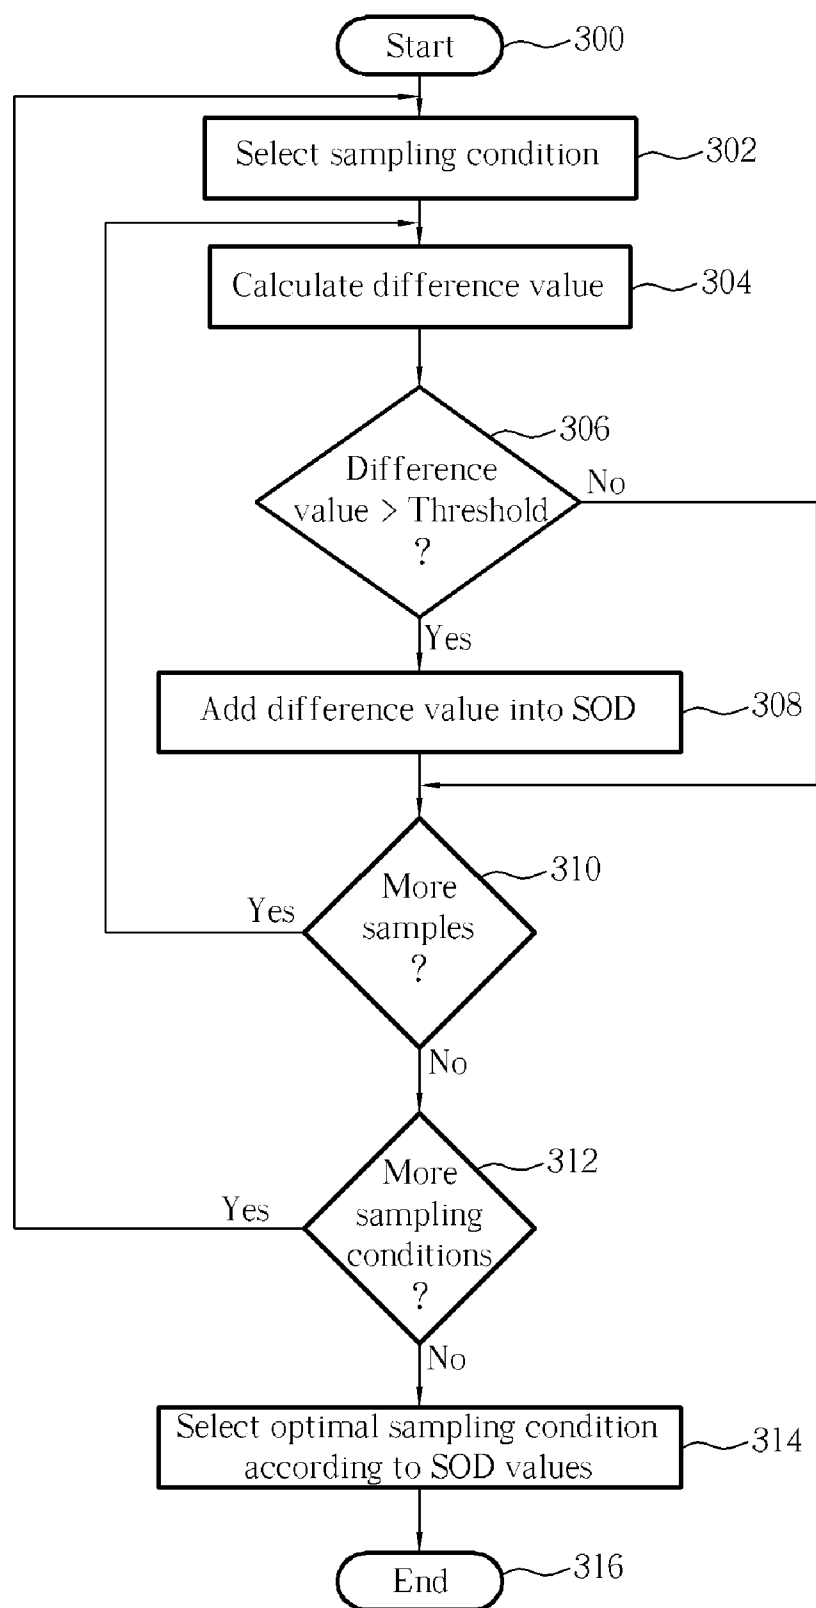 Start
300
Select sampling condition
302
Calculate difference value
304
306
Difference
value > Threshold
?
No
Yes
Add difference value into SOD
308
310
More
samples
?
Yes
No
312
More
sampling
conditions
?
Yes
No
Select optimal sampling condition
according to SOD values
314
End
316